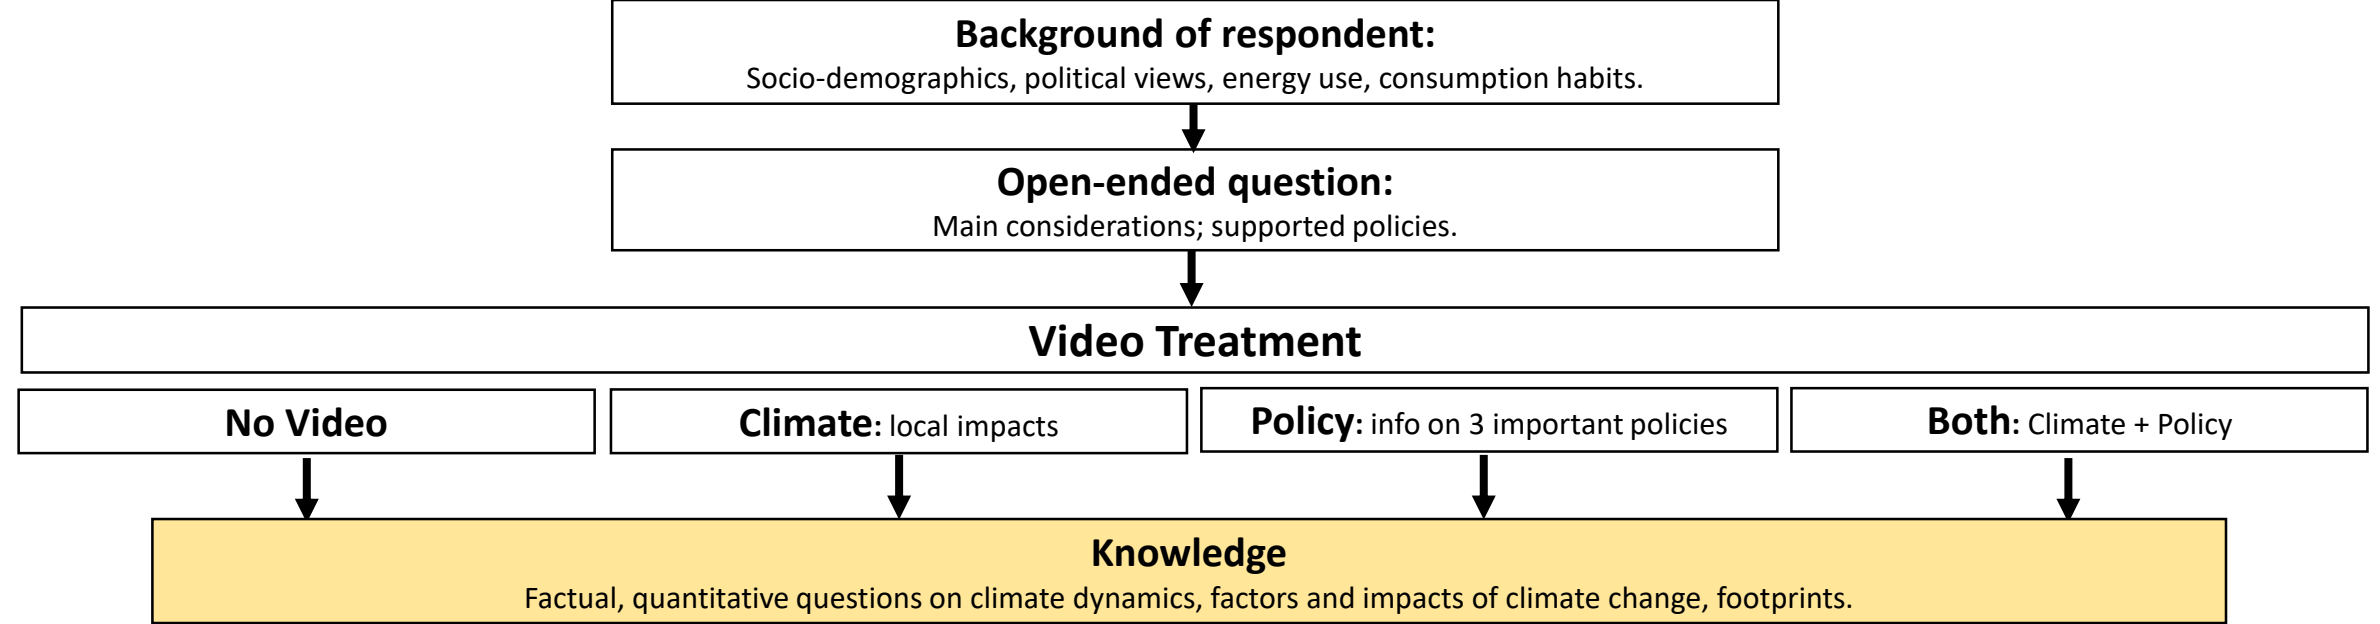 Background of respondent:
Socio-demographics, political views, energy use, consumption habits.
Open-ended question:
Main considerations; supported policies.
Video Treatment
No Video
Climate: local impacts
Policy: info on 3 important policies
Both: Climate + Policy
Knowledge
Factual, quantitative questions on climate dynamics, factors and impacts of climate change, footprints.